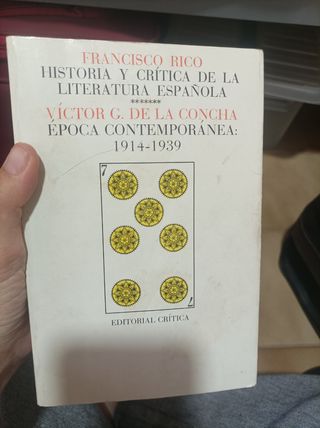 FRANCISCO RICO
HISTORIA Y CRÍTICA DE LA
LITERATURA ESPAÑOLA
*******
VÍCTOR G. DE LA CONCHA
ÉPOCA CONTEMPORÁNEA:
1914-1939
7
7
EDITORIAL CRÍTICA